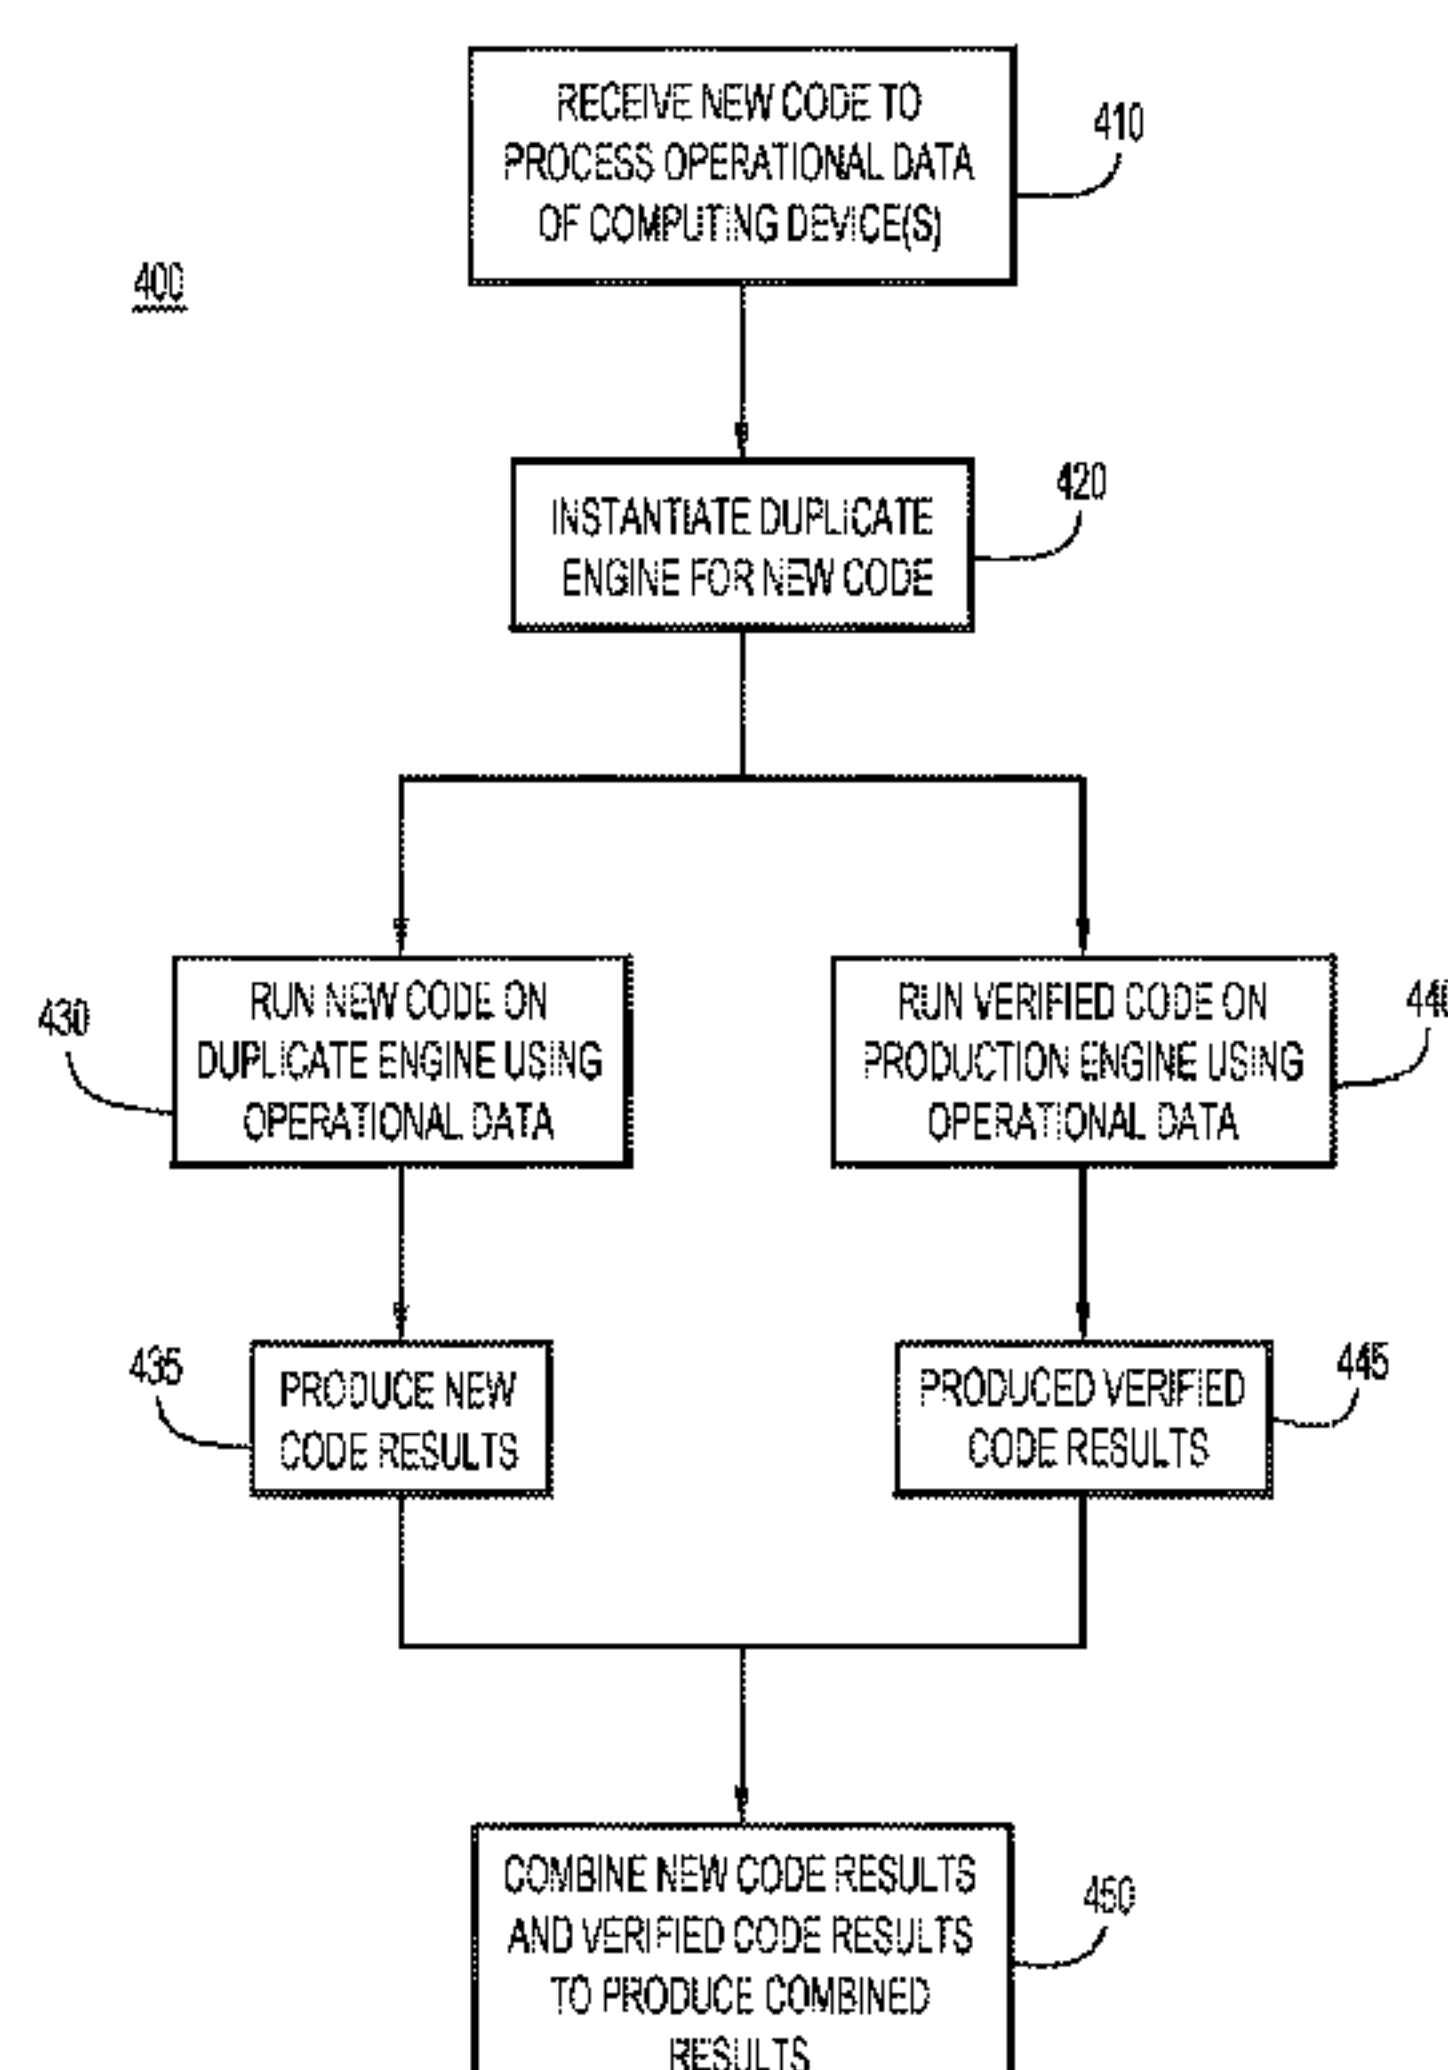 RECEIVE NEW CODE TO
PROCESS OPERATIONAL DATA
OF COMPUTING DEVICE(S)
410
400
INSTANTIATE DUPLICATE
ENGINE FOR NEW CODE
420
430
RUN NEW CODE ON
DUPLICATE ENGINE USING
OPERATIONAL DATA
RUN VERIFIED CODE ON
PRODUCTION ENGINE USING
OPERATIONAL DATA
435
PRODUCE NEW
CODE RESULTS
PRODUCED VERIFIED
CODE RESULTS
445
COMBINE NEW CODE RESULTS
AND VERIFIED CODE RESULTS
TO PRODUCE COMBINED
RESULTS
450